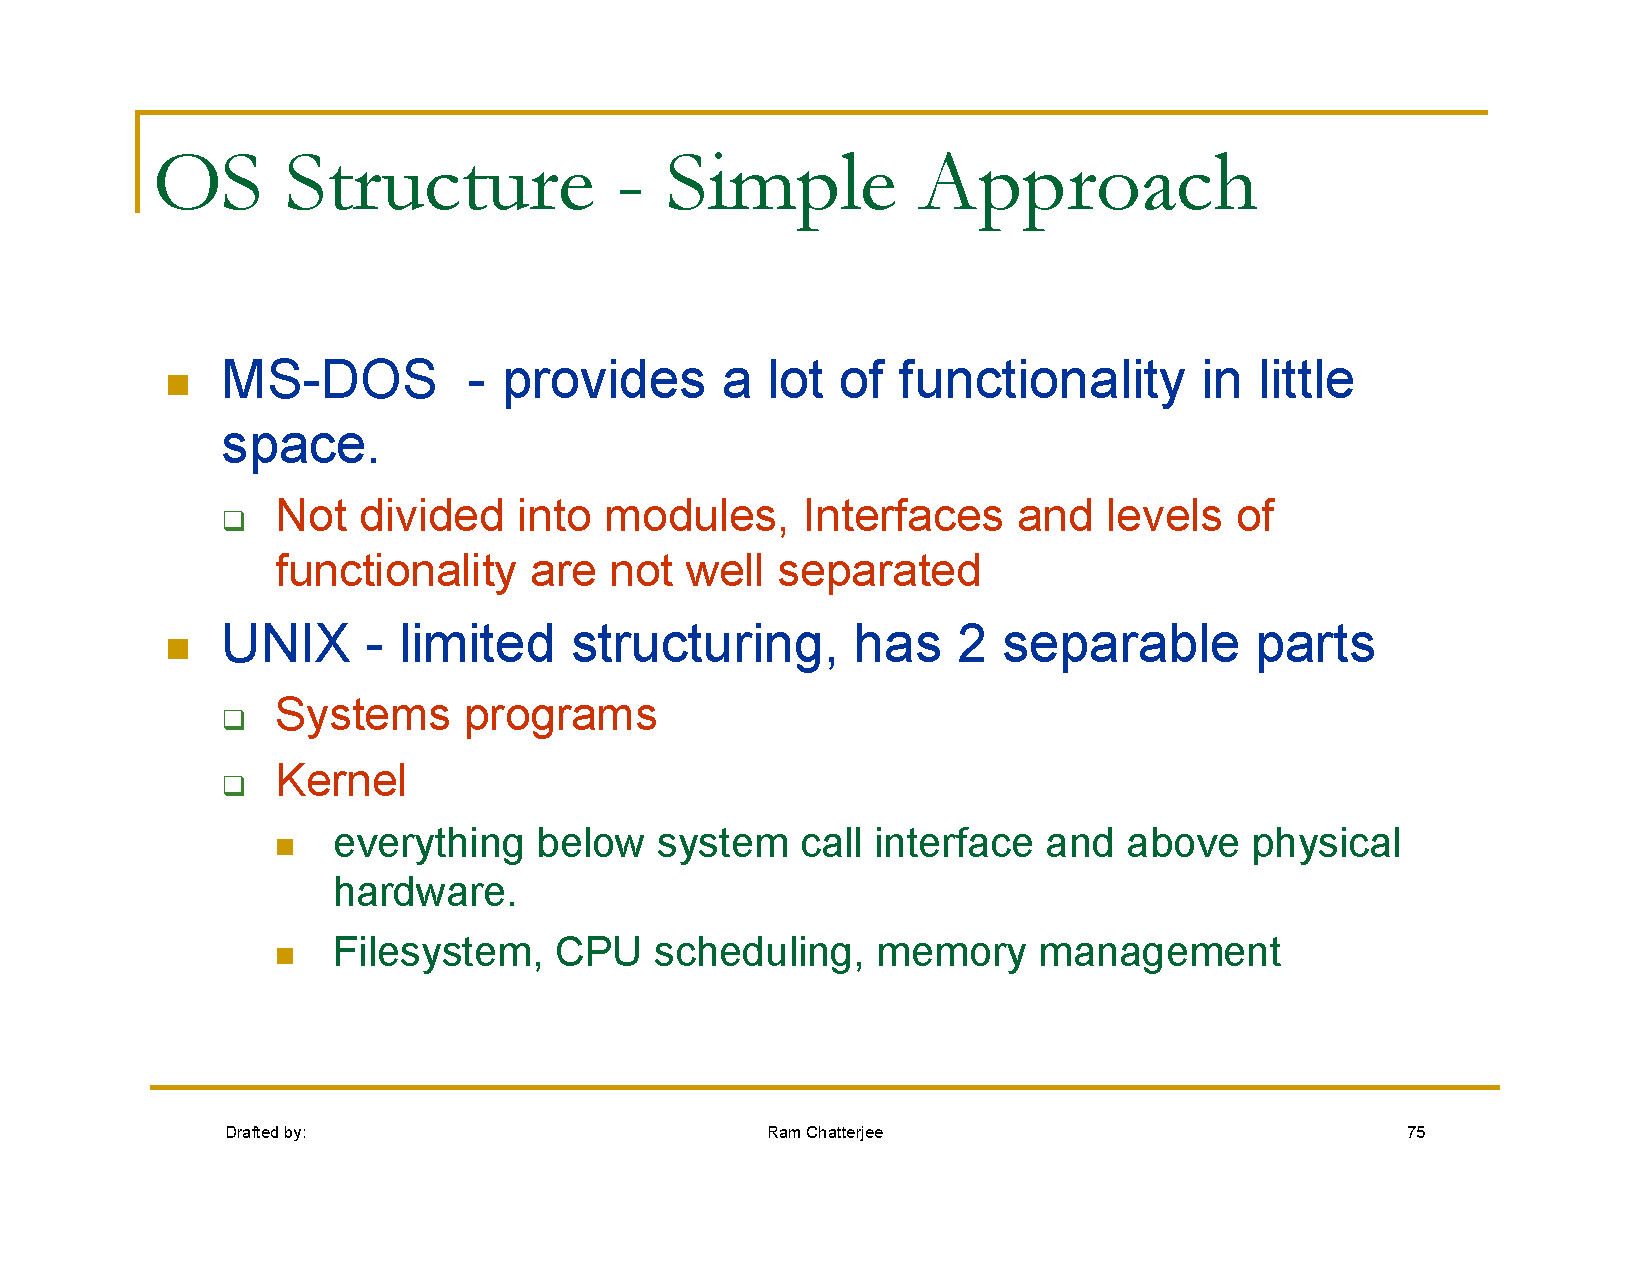 OS Structure - Simple Approach
MS-DOS - provides a lot of functionality in little
space.
Not divided into modules, Interfaces and levels of
functionality are not well separated
UNIX - limited structuring, has 2 separable parts
Systems programs
Kernel
everything below system call interface and above physical
hardware.
Filesystem, CPU scheduling, memory management
Drafted by: Ram Chatterjee 75